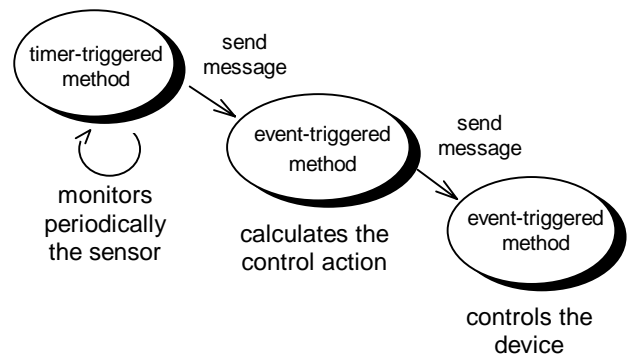 timer-triggered
method
send
message
monitors
periodically
the sensor
event-triggered
method
calculates the
control action
send
message
event-triggered
method
controls the
device